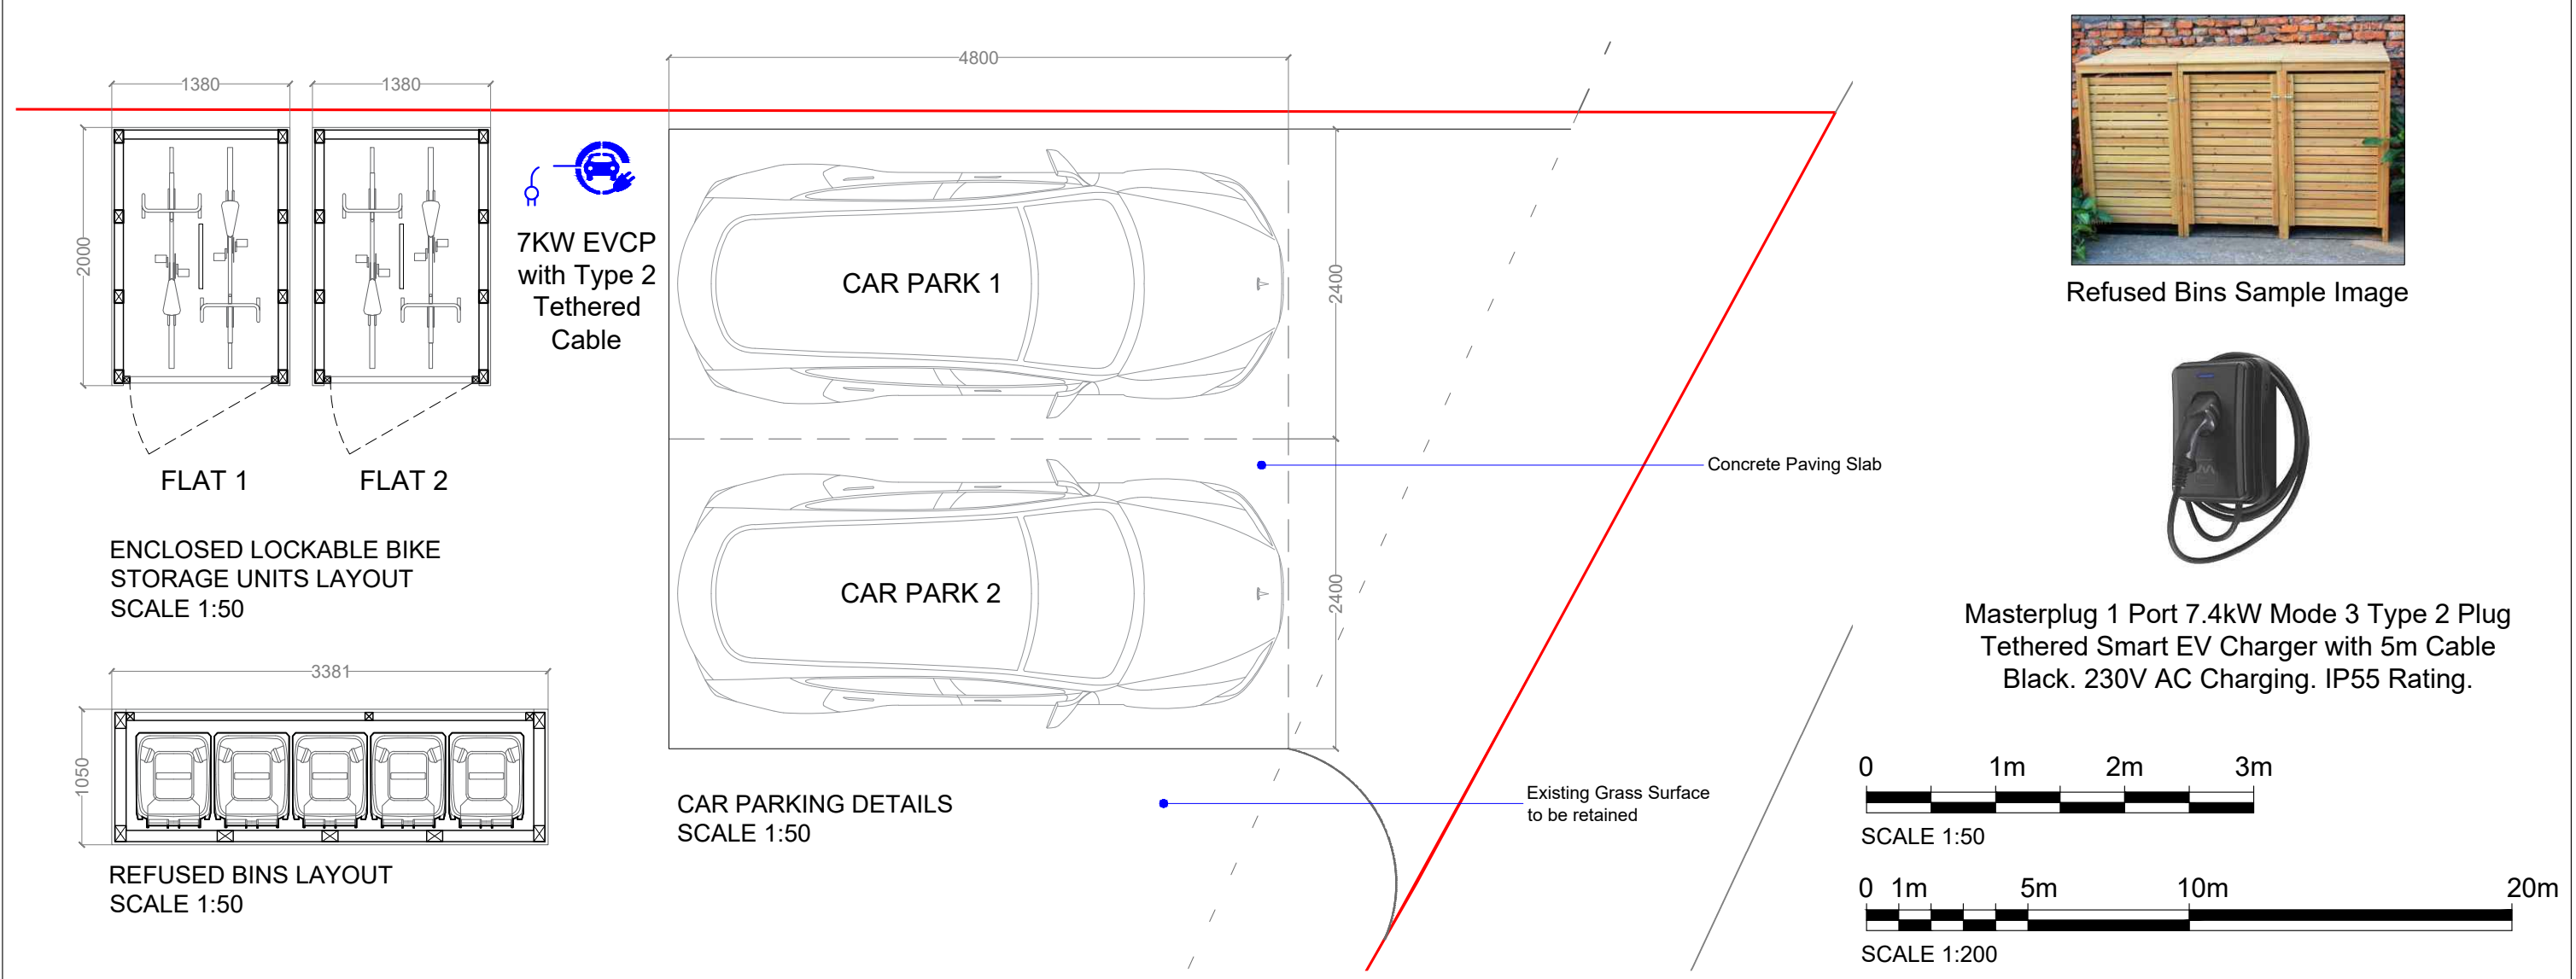 1380
1380
4800
2000
7KW EVCP
with Type 2
Tethered
Cable
CAR PARK 1
2400
Refused Bins Sample Image
FLAT 1
FLAT 2
Concrete Paving Slab
ENCLOSED LOCKABLE BIKE
STORAGE UNITS LAYOUT
SCALE 1:50
CAR PARK 2
2400
Masterplug 1 Port 7.4kW Mode 3 Type 2 Plug
Tethered Smart EV Charger with 5m Cable
Black. 230V AC Charging. IP55 Rating.
3381
1050
CAR PARKING DETAILS
SCALE 1:50
Existing Grass Surface
to be retained
0 1m 2m 3m
SCALE 1:50
REFUSED BINS LAYOUT
SCALE 1:50
0 1m 5m 10m 20m
SCALE 1:200